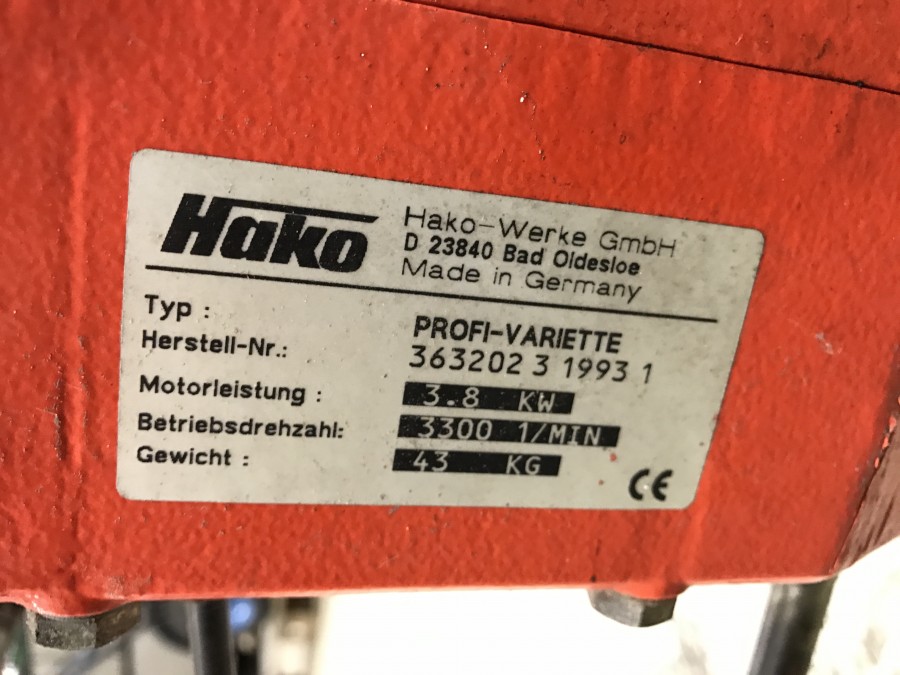 Hako
Hako-Werke GmbH
D 23840 Bad Oldesloe
Made in Germany
Typ : PROFI-VARIETTE
Herstell-Nr.: 363202 3 1993 1
Motorleistung : 3.8 KW
Betriebsdrehzahl: 3300 1/MIN
Gewicht : 43 KG
CE